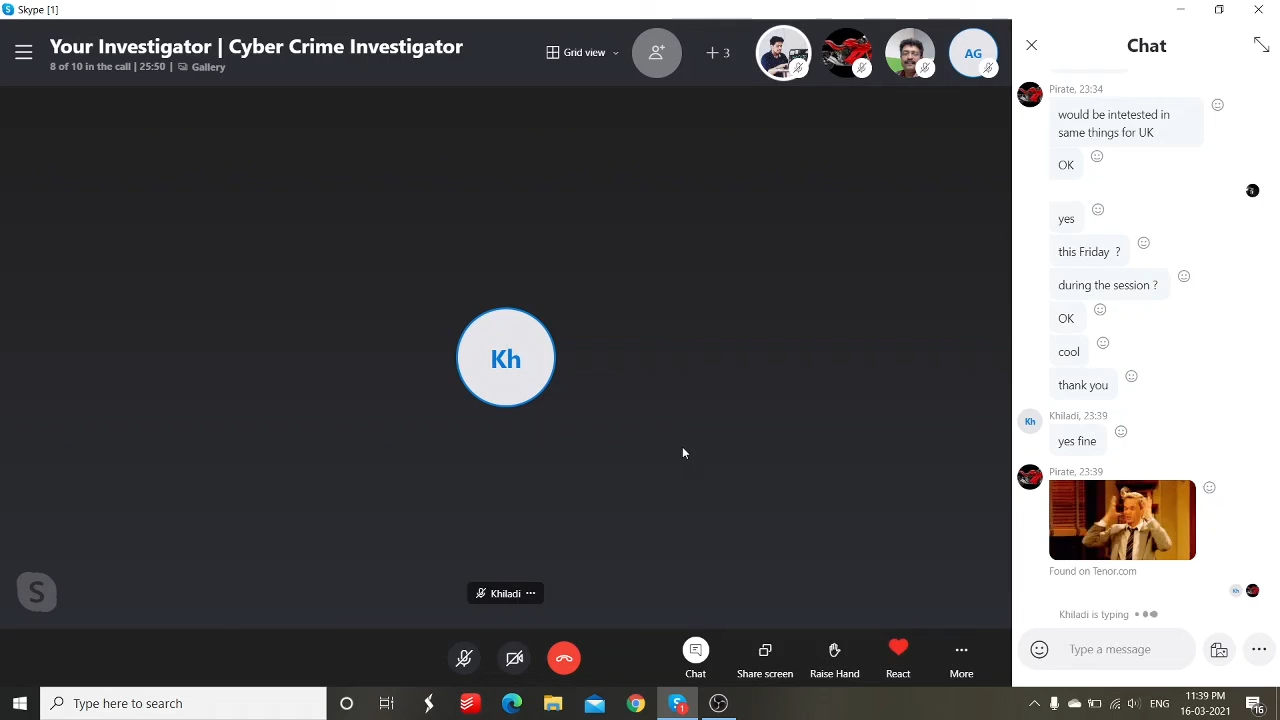 Skype [1]
Your Investigator | Cyber Crime Investigator
8 of 10 in the call | 25:50 | Gallery
Grid view
+ 3
AG
Chat
Pirate, 23:34
would be intetested in
same things for UK
OK
yes
this Friday ?
during the session ?
OK
cool
thank you
Kh
Khiladi, 23:39
yes fine
Pirate, 23:39
Found on Tenor.com
Kh
Khiladi is typing
Type a message
Kh
Khiladi
S
Chat
Share screen
Raise Hand
React
More
Type here to search
1
ENG
11:39 PM
16-03-2021
16